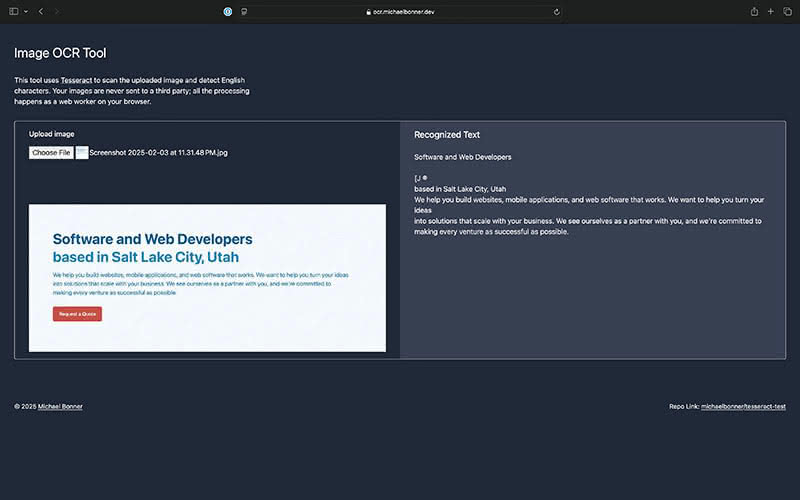 ocr.michaelbonner.dev
Image OCR Tool
This tool uses Tesseract to scan the uploaded image and detect English
characters. Your images are never sent to a third party; all the processing
happens as a web worker on your browser.
Upload image
Choose File Screenshot 2025-02-03 at 11.31.48 PM.jpg
Software and Web Developers
based in Salt Lake City, Utah
We help you build websites, mobile applications, and web software that works. We want to help you turn your ideas
into solutions that scale with your business. We see ourselves as a partner with you, and we're committed to
making every venture as successful as possible.
Request a Quote
Recognized Text
Software and Web Developers
[J ®
based in Salt Lake City, Utah
We help you build websites, mobile applications, and web software that works. We want to help you turn your
ideas
into solutions that scale with your business. We see ourselves as a partner with you, and we're committed to
making every venture as successful as possible.
© 2025 Michael Bonner
Repo Link: michaelbonner/tesseract-test